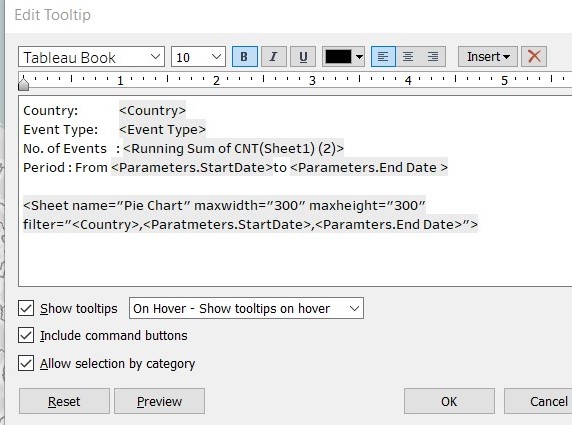 Edit Tooltip
Tableau Book 10 B I U Insert
1 2 3 4 5
Country: <Country>
Event Type: <Event Type>
No. of Events : <Running Sum of CNT(Sheet1) (2)>
Period : From <Parameters.StartDate>to <Parameters.End Date >
<Sheet name="Pie Chart" maxwidth="300" maxheight="300"
filter="<Country>,<Paratmeters.StartDate>,<Paramters.End Date>">
Show tooltips On Hover - Show tooltips on hover
Include command buttons
Allow selection by category
Reset Preview OK Cancel